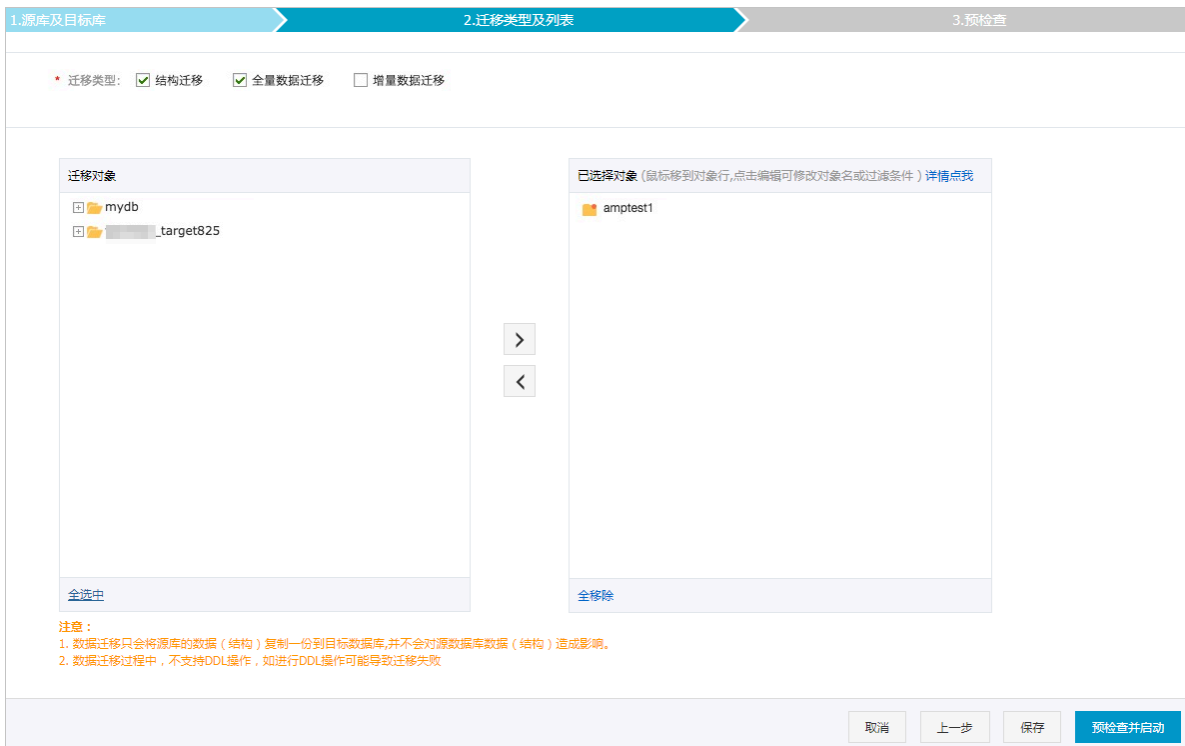 1.源库及目标库
2.迁移类型及列表
3.预检查
* 迁移类型: 结构迁移 全量数据迁移 增量数据迁移
迁移对象
mydb
_target825
全选中
已选择对象 (鼠标移到对象行,点击编辑可修改对象名或过滤条件 ) 详情点我
amptest1
全移除
注意：
1. 数据迁移只会将源库的数据（结构）复制一份到目标数据库,并不会对源数据库数据（结构）造成影响。
2. 数据迁移过程中，不支持DDL操作，如进行DDL操作可能导致迁移失败
取消
上一步
保存
预检查并启动